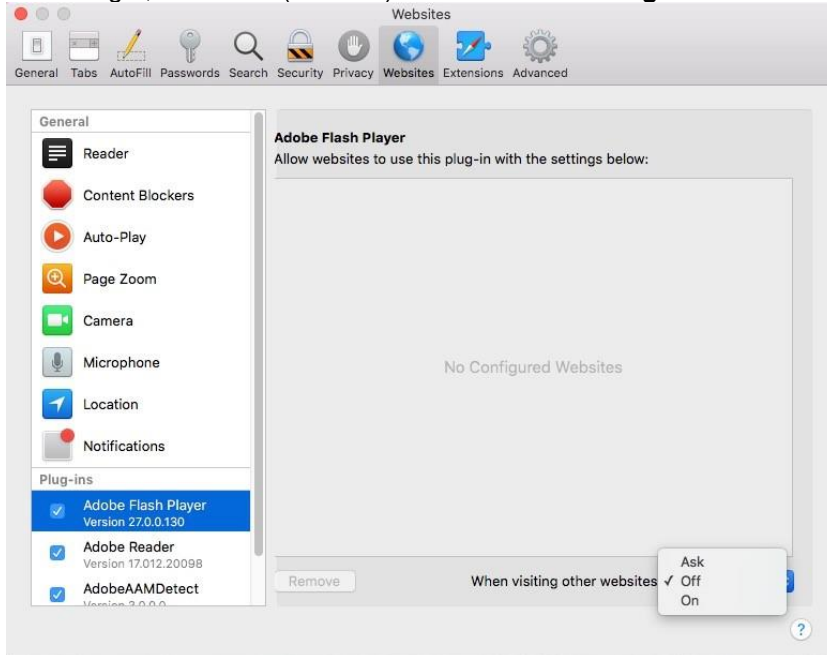 Websites
General Tabs AutoFill Passwords Search Security Privacy Websites Extensions Advanced
General
Reader
Content Blockers
Auto-Play
Page Zoom
Camera
Microphone
Location
Notifications
Plug-ins
Adobe Flash Player
Version 27.0.0.130
Adobe Reader
Version 17.012.20098
AdobeAAMDetect
Adobe Flash Player
Allow websites to use this plug-in with the settings below:
No Configured Websites
Remove
When visiting other websites
Ask
✓ Off
On
?